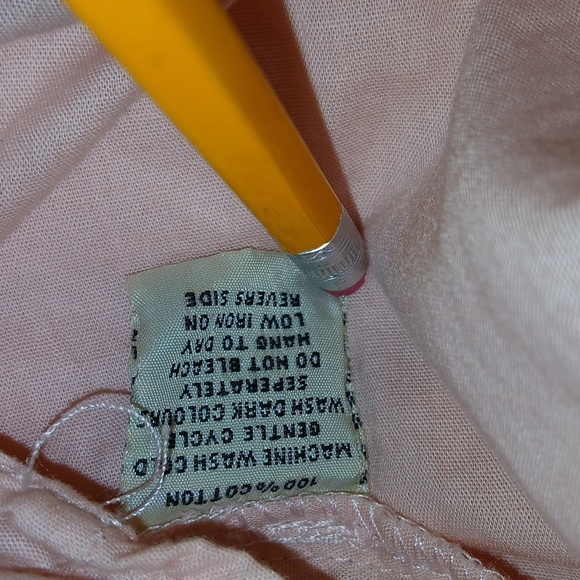 100% COTTON
MACHINE WASH COLD
GENTLE CYCLE
WASH DARK COLOURS
SEPERATELY
DO NOT BLEACH
HANG TO DRY
LOW IRON ON
REVERS SIDE